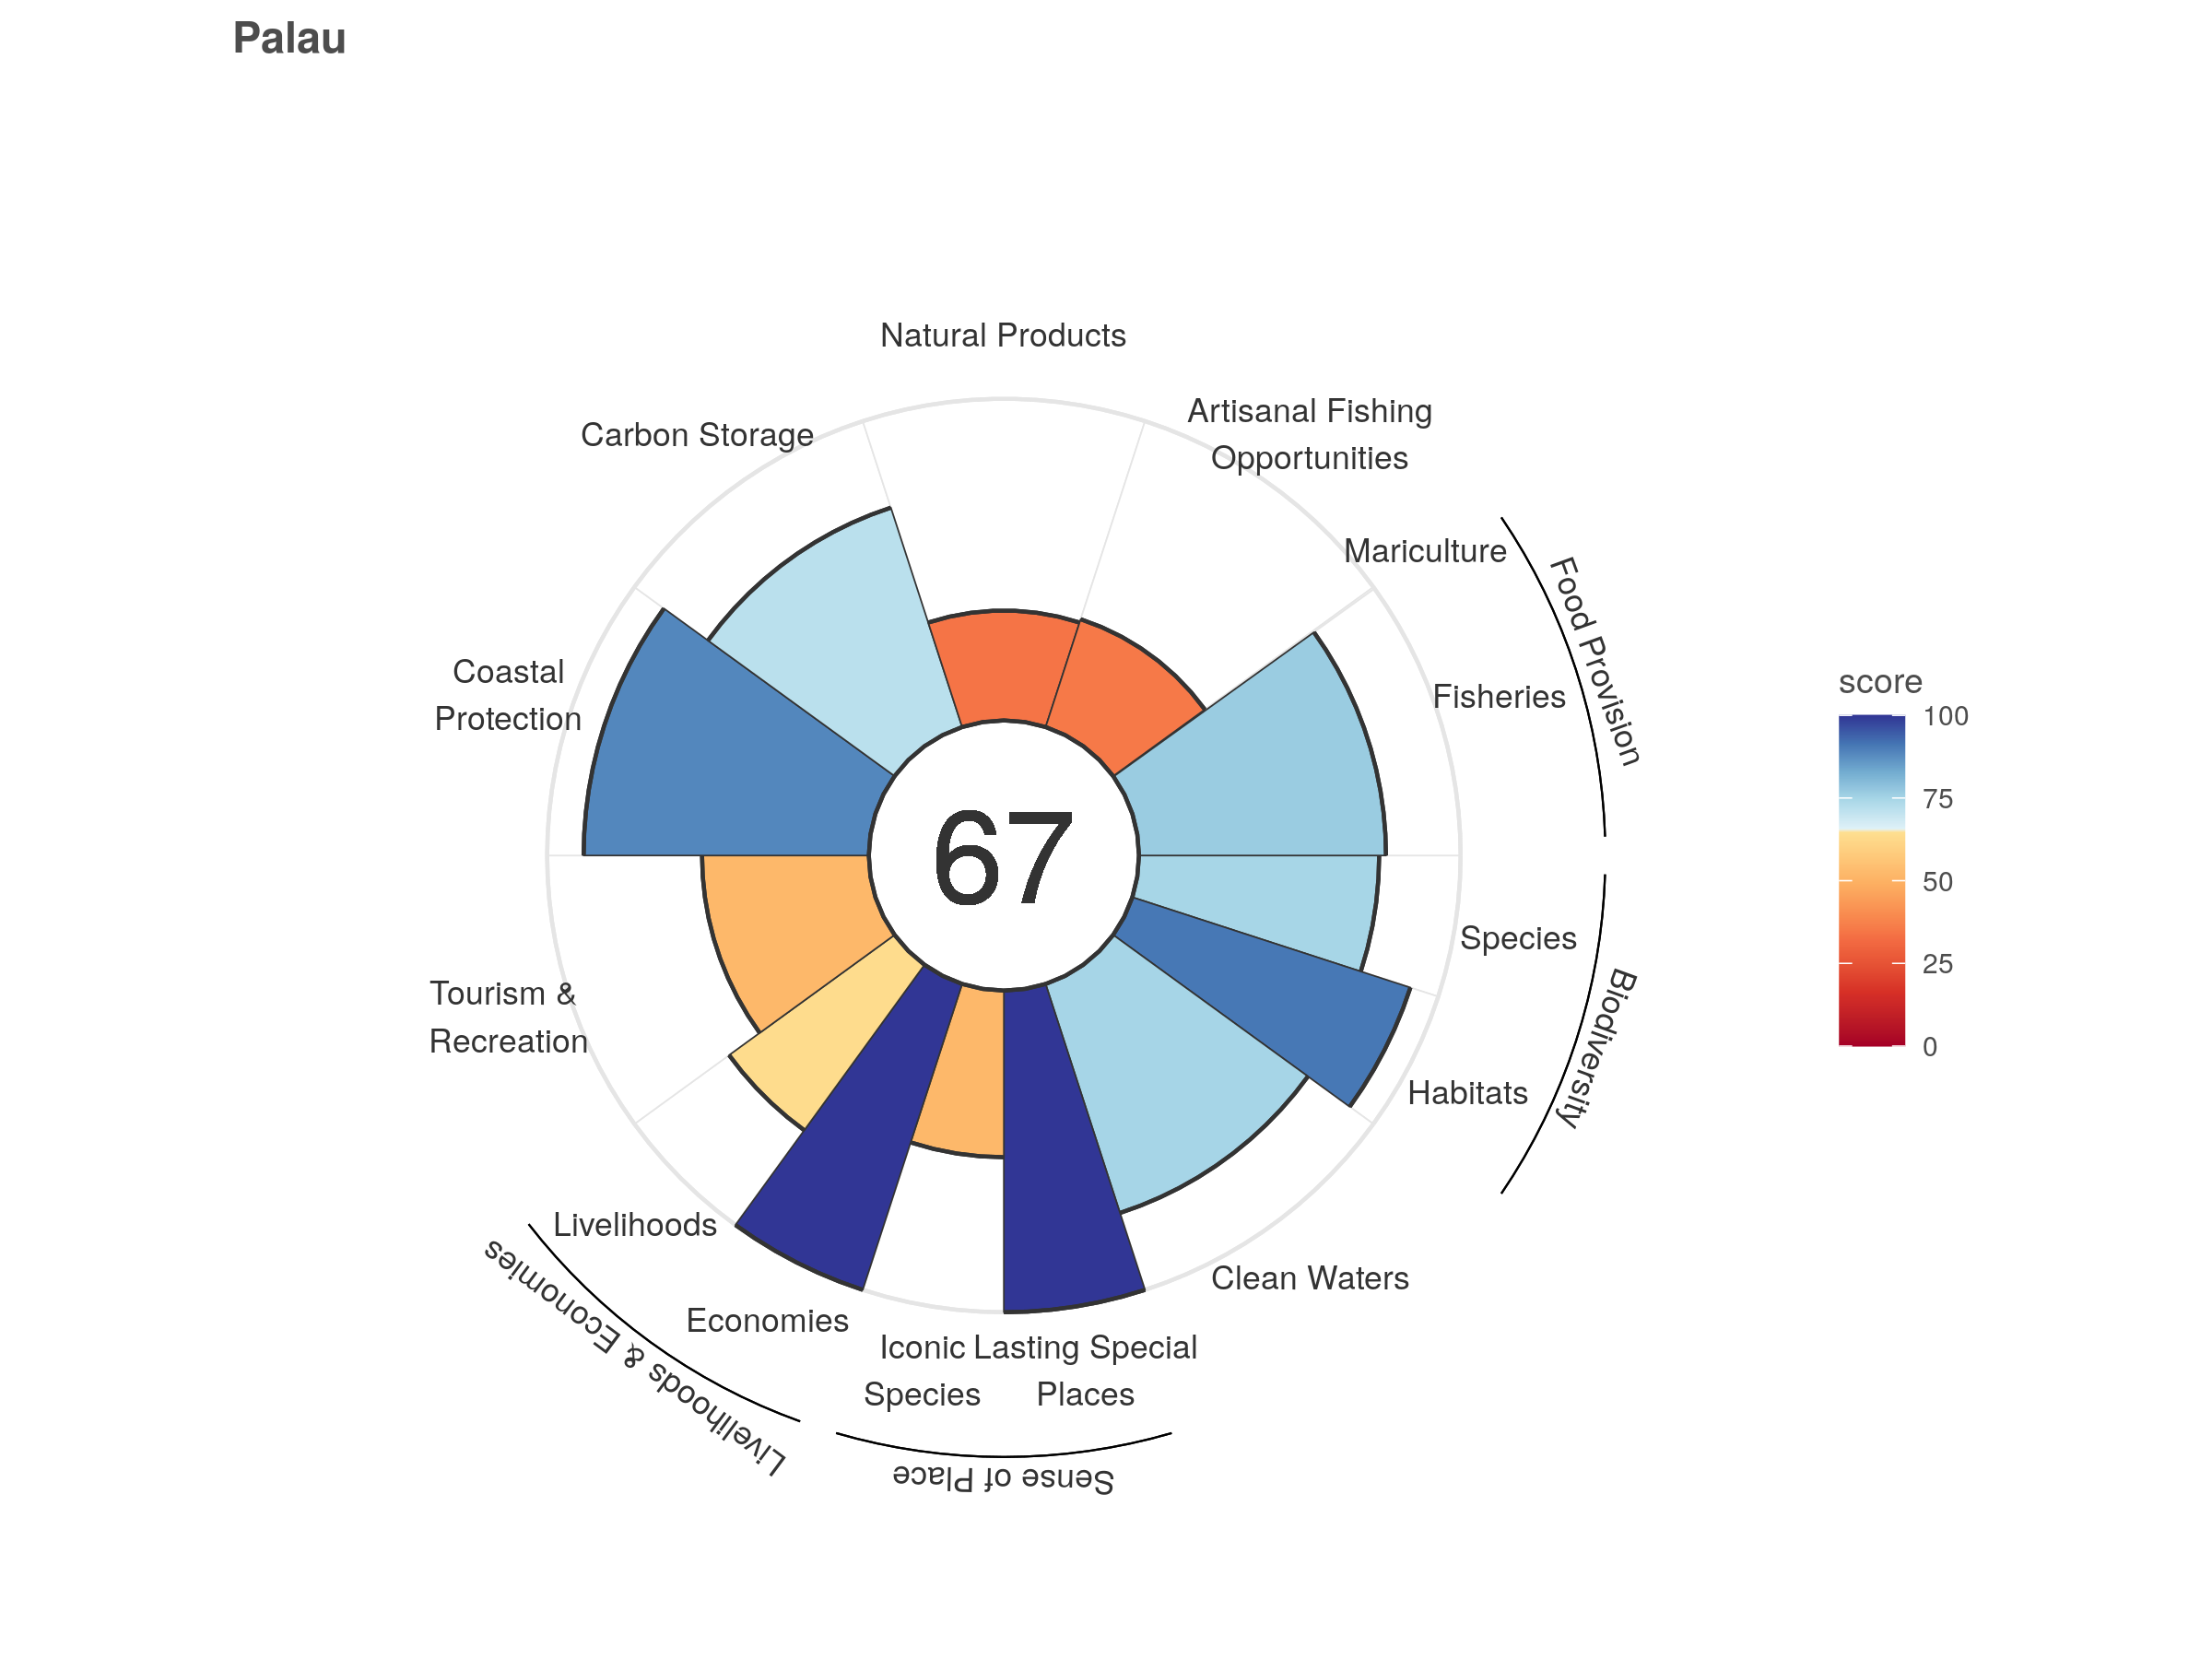 Palau
Natural Products
Artisanal Fishing
Opportunities
Carbon Storage
Mariculture
Food Provision
Coastal
Protection
Fisheries
score
100
75
50
25
0
67
Species
Biodiversity
Tourism &
Recreation
Habitats
Livelihoods
Livelihoods & Economies
Clean Waters
Economies
Iconic
Species
Lasting Special
Places
Sense of Place